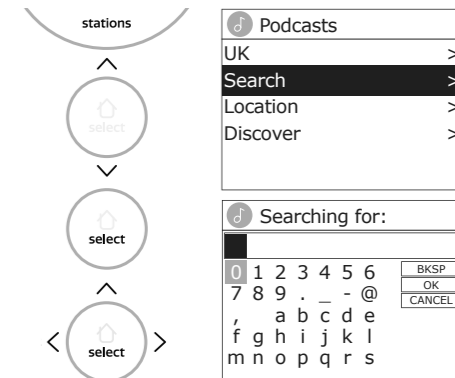 stations
select
select
select
Podcasts
UK >
Search >
Location >
Discover >
Searching for:
0 1 2 3 4 5 6
7 8 9 . _ - @
, a b c d e
f g h i j k l
m n o p q r s
BKSP
OK
CANCEL